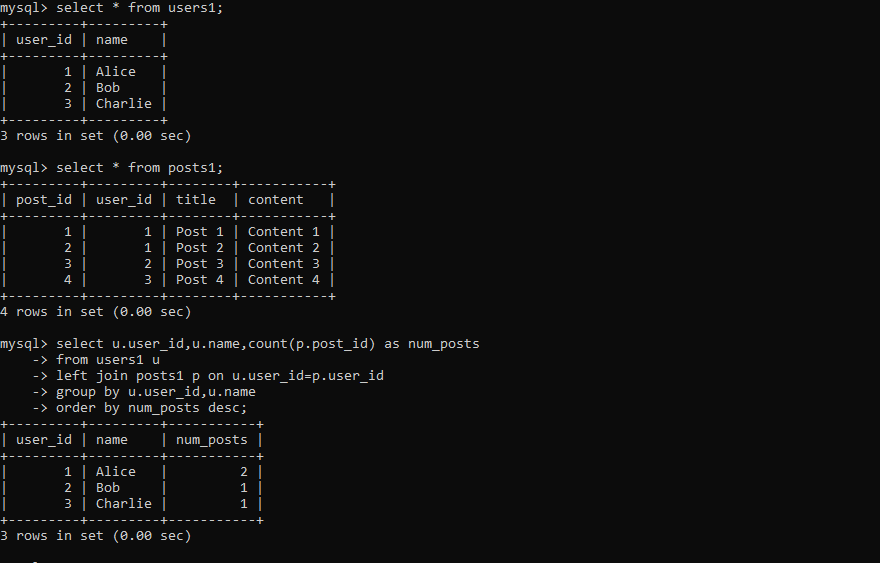 mysql> select * from users1;
+---------+---------+
| user_id | name    |
+---------+---------+
|       1 | Alice   |
|       2 | Bob     |
|       3 | Charlie |
+---------+---------+
3 rows in set (0.00 sec)

mysql> select * from posts1;
+---------+---------+--------+-----------+
| post_id | user_id | title  | content   |
+---------+---------+--------+-----------+
|       1 |       1 | Post 1 | Content 1 |
|       2 |       1 | Post 2 | Content 2 |
|       3 |       2 | Post 3 | Content 3 |
|       4 |       3 | Post 4 | Content 4 |
+---------+---------+--------+-----------+
4 rows in set (0.00 sec)

mysql> select u.user_id,u.name,count(p.post_id) as num_posts
    -> from users1 u
    -> left join posts1 p on u.user_id=p.user_id
    -> group by u.user_id,u.name
    -> order by num_posts desc;
+---------+---------+-----------+
| user_id | name    | num_posts |
+---------+---------+-----------+
|       1 | Alice   |         2 |
|       2 | Bob     |         1 |
|       3 | Charlie |         1 |
+---------+---------+-----------+
3 rows in set (0.00 sec)